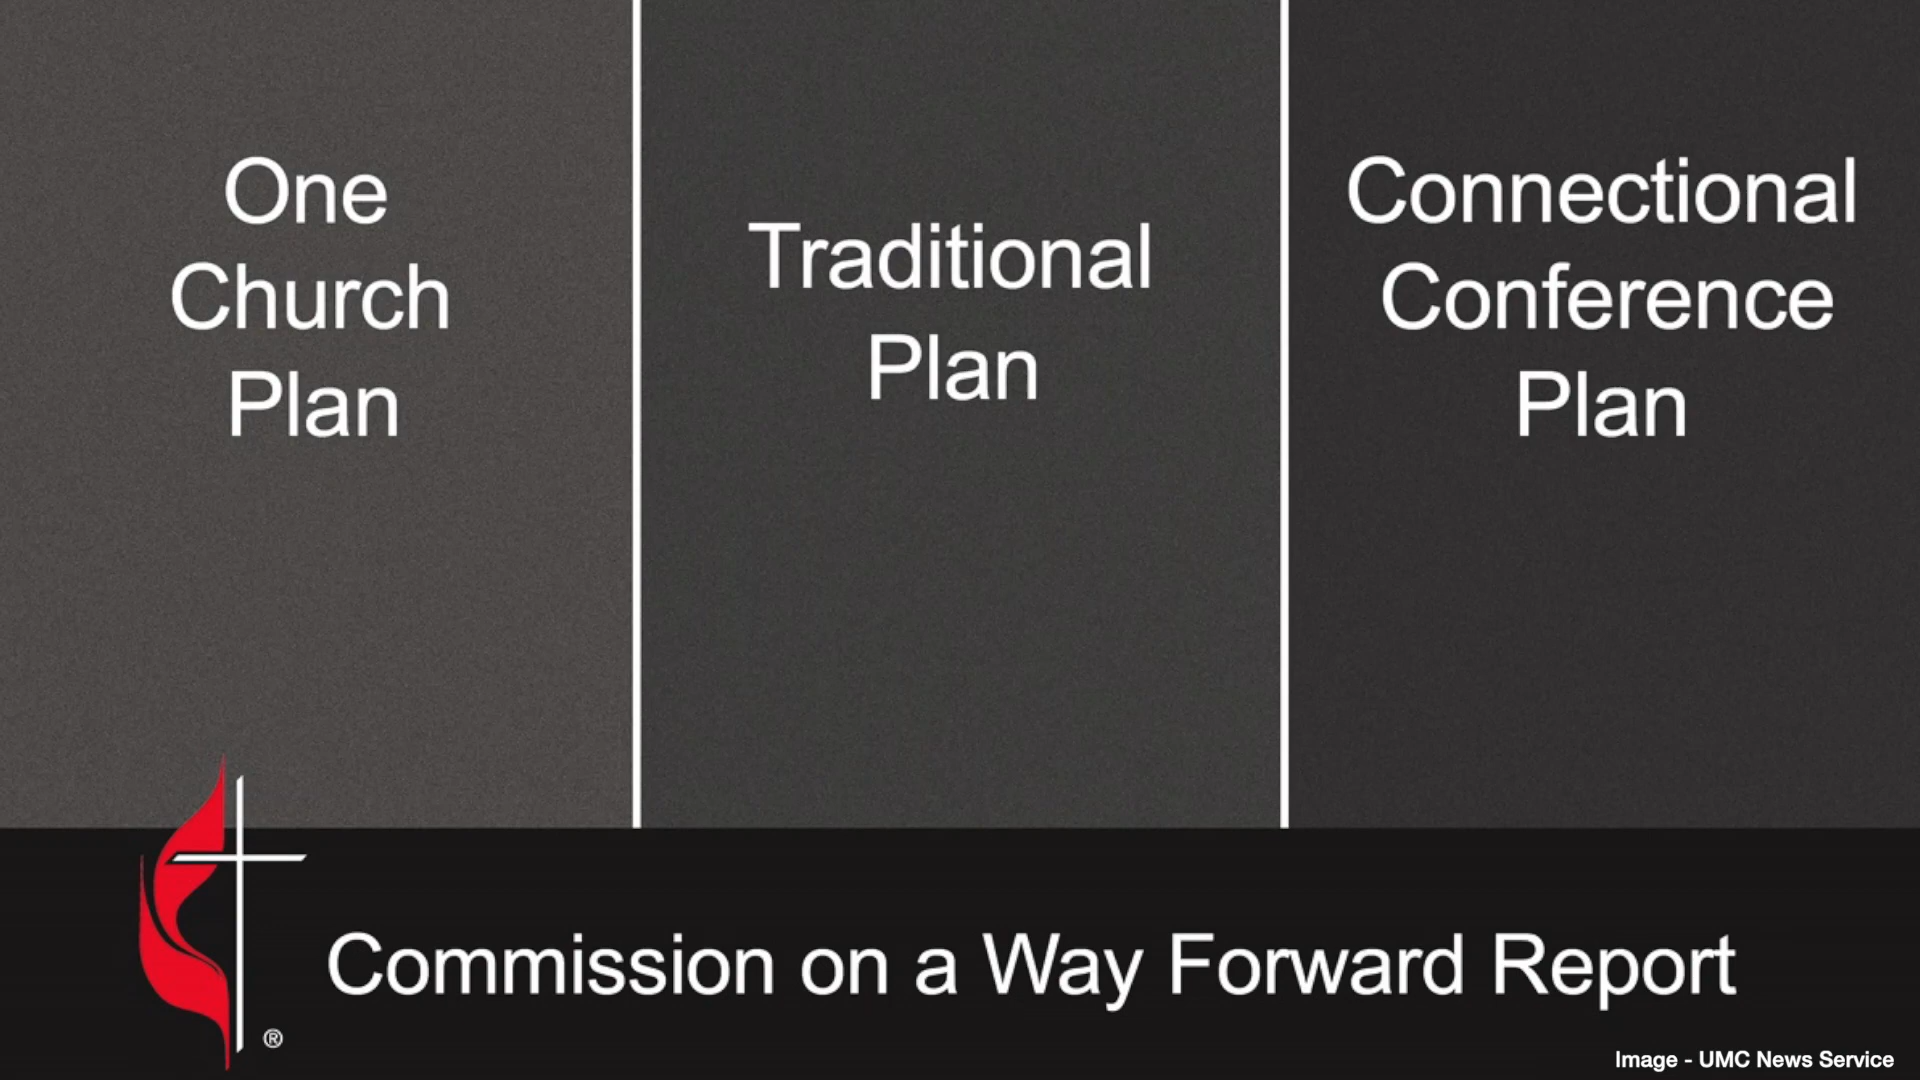 One
Church
Plan
Traditional
Plan
Connectional
Conference
Plan
Commission on a Way Forward Report
®
Image - UMC News Service